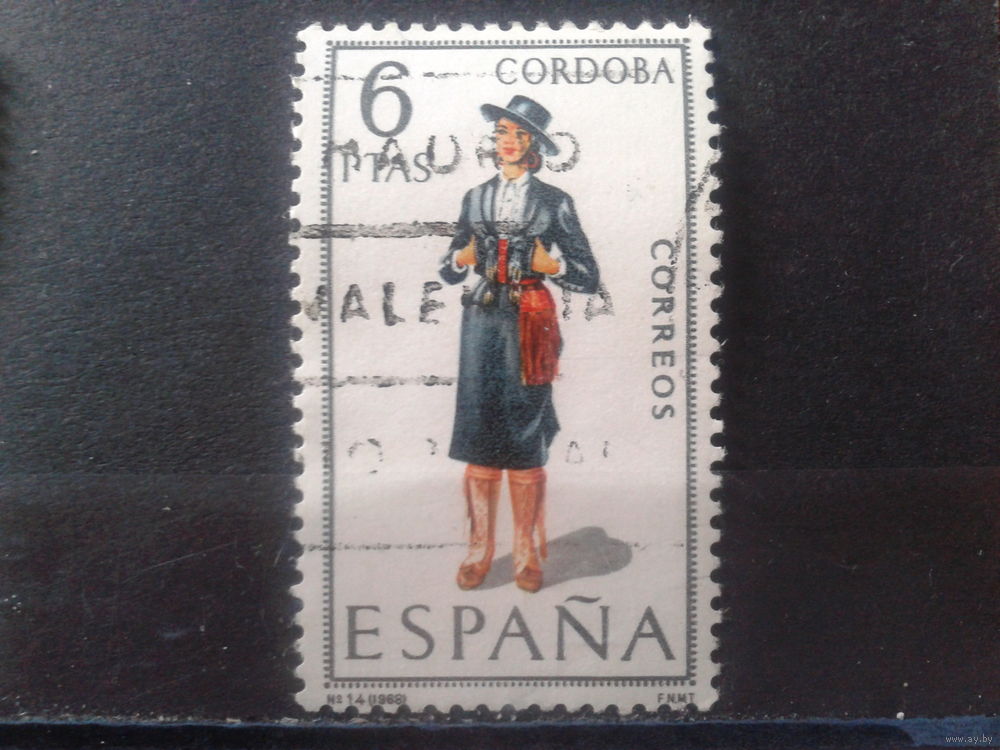 6
PTAS
CORDOBA
CORREOS
ESPAÑA
Nº 14 (1968)
F.N.M.T
www.ay.by